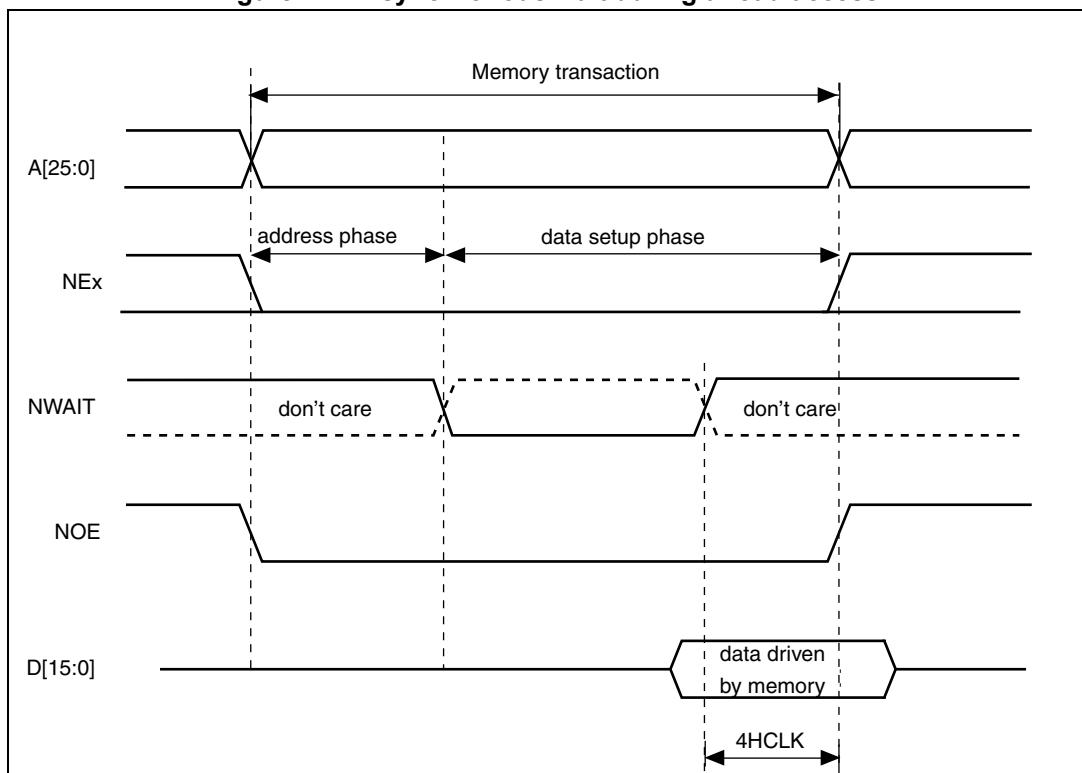 Memory transaction
A[25:0]
address phase
data setup phase
NEx
NWAIT
don't care
don't care
NOE
D[15:0]
data driven
by memory
4HCLK